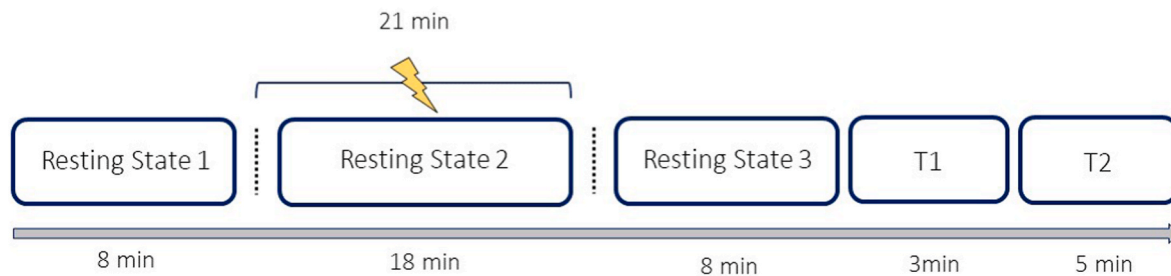 21 min
Resting State 1
Resting State 2
Resting State 3
T1
T2
8 min
18 min
8 min
3min
5 min